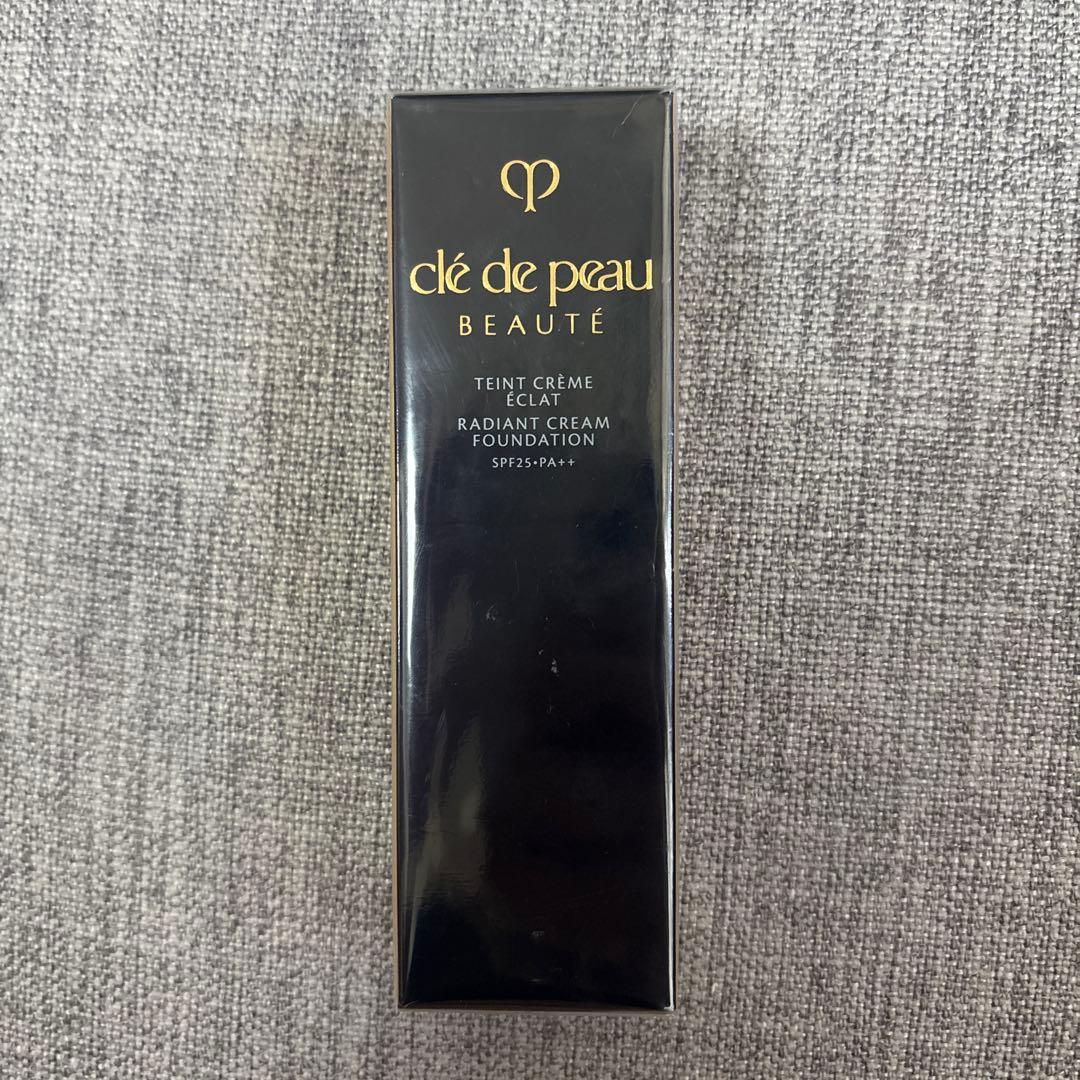 clé de peau
BEAUTÉ
TEINT CRÈME
ÉCLAT
RADIANT CREAM
FOUNDATION
SPF25•PA++